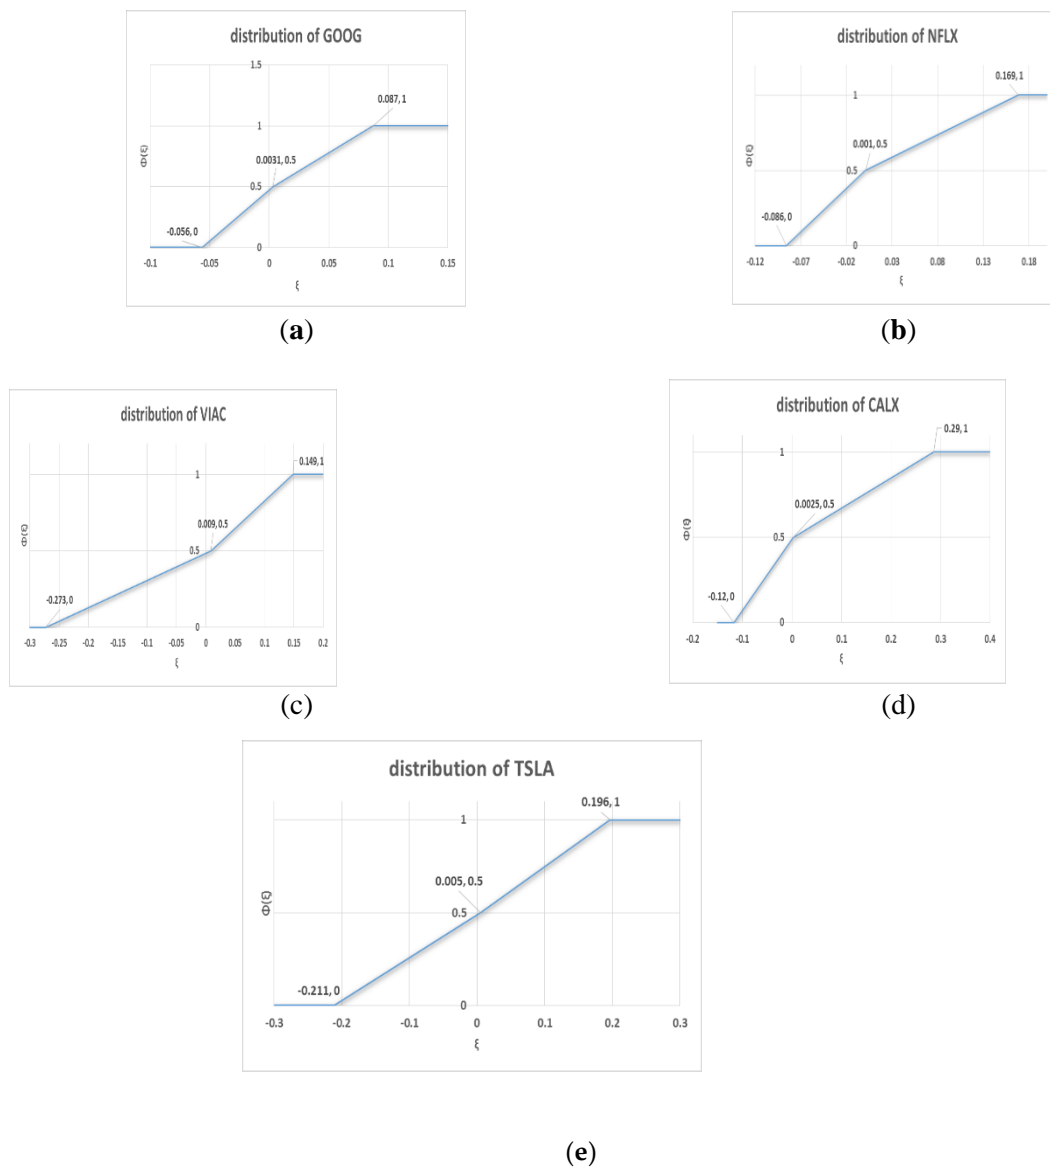 distribution of GOOG
1.5
0.087, 1
1
0.0031, 0.5
Φ(ξ)
0.5
-0.056, 0
0
-0.1 -0.05 0 0.05 0.1 0.15
ξ
(a)
distribution of NFLX
0.169, 1
1
0.001, 0.5
Φ(ξ)
0.5
-0.086, 0
0
-0.12 -0.07 -0.02 0.03 0.08 0.13 0.18
ξ
(b)
distribution of VIAC
0.149, 1
1
0.009, 0.5
Φ(ξ)
0.5
-0.273, 0
0
-0.3 -0.25 -0.2 -0.15 -0.1 -0.05 0 0.05 0.1 0.15 0.2
ξ
(c)
distribution of CALX
0.29, 1
1
0.0025, 0.5
Φ(ξ)
0.5
-0.12, 0
0
-0.2 -0.1 0 0.1 0.2 0.3 0.4
ξ
(d)
distribution of TSLA
0.196, 1
1
0.005, 0.5
Φ(ξ)
0.5
-0.211, 0
0
-0.3 -0.2 -0.1 0 0.1 0.2 0.3
ξ
(e)